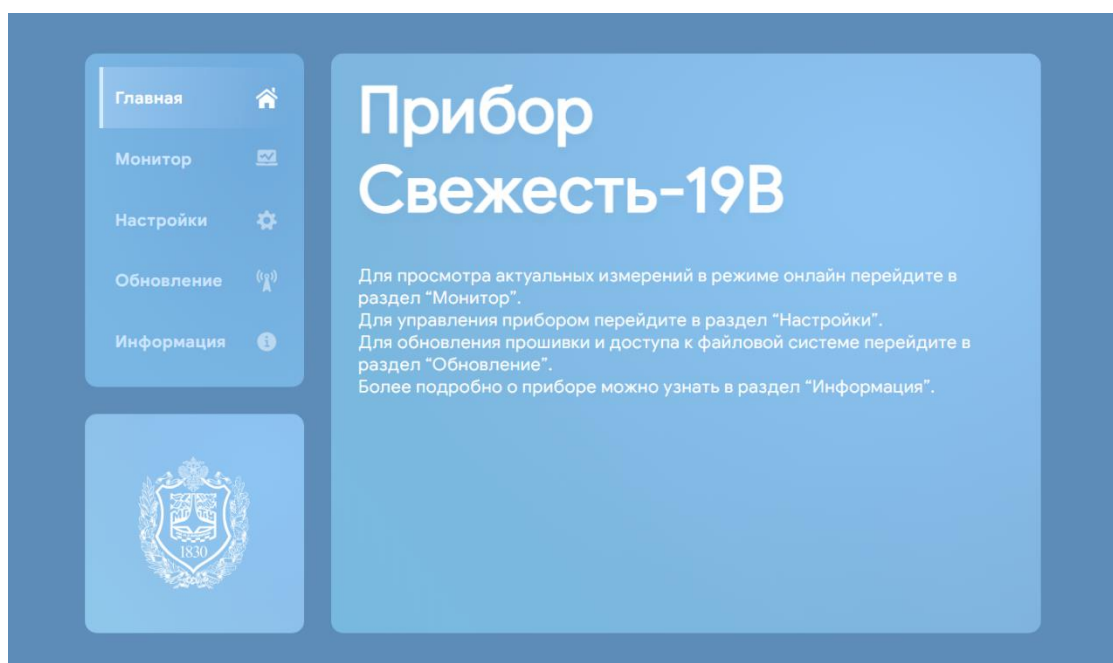 Главная
Монитор
Настройки
Обновление
Информация
1830
Прибор
Свежесть-19В
Для просмотра актуальных измерений в режиме онлайн перейдите в
раздел “Монитор”.
Для управления прибором перейдите в раздел “Настройки”.
Для обновления прошивки и доступа к файловой системе перейдите в
раздел “Обновление”.
Более подробно о приборе можно узнать в раздел “Информация”.